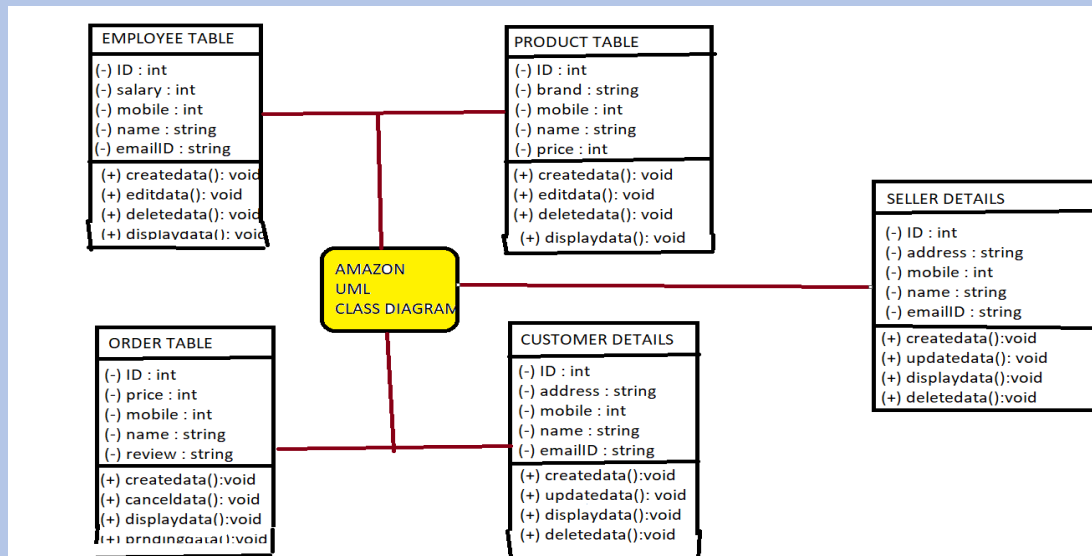 EMPLOYEE TABLE
(-) ID : int
(-) salary : int
(-) mobile : int
(-) name : string
(-) emailID : string
(+) createdata(): void
(+) editdata(): void
(+) deletedata(): void
(+) displaydata(): void
PRODUCT TABLE
(-) ID : int
(-) brand : string
(-) mobile : int
(-) name : string
(-) price : int
(+) createdata(): void
(+) editdata(): void
(+) deletedata(): void
(+) displaydata(): void
SELLER DETAILS
(-) ID : int
(-) address : string
(-) mobile : int
(-) name : string
(-) emailID : string
(+) createdata():void
(+) updatedata(): void
(+) displaydata():void
(+) deletedata():void
AMAZON
UML
CLASS DIAGRAM
ORDER TABLE
(-) ID : int
(-) price : int
(-) mobile : int
(-) name : string
(-) review : string
(+) createdata():void
(+) canceldata(): void
(+) displaydata():void
(+) prndingdata():void
CUSTOMER DETAILS
(-) ID : int
(-) address : string
(-) mobile : int
(-) name : string
(-) emailID : string
(+) createdata():void
(+) updatedata(): void
(+) displaydata():void
(+) deletedata():void